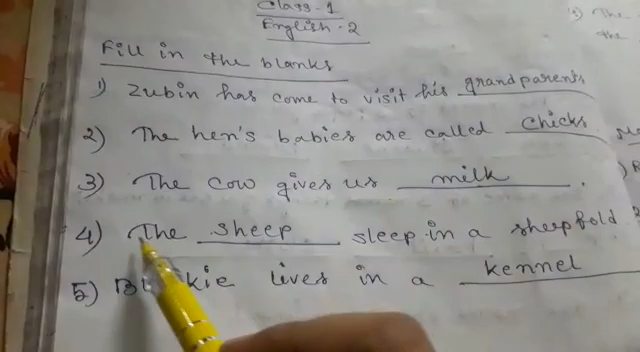 Class-1
English-2
Fill in the blanks
1) Zubin has come to visit his grandparents
2) The hen's babies are called chicks
3) The cow gives us milk.
4) The sheep sleep in a sheepfold
5) kie lives in a kennel
The
the